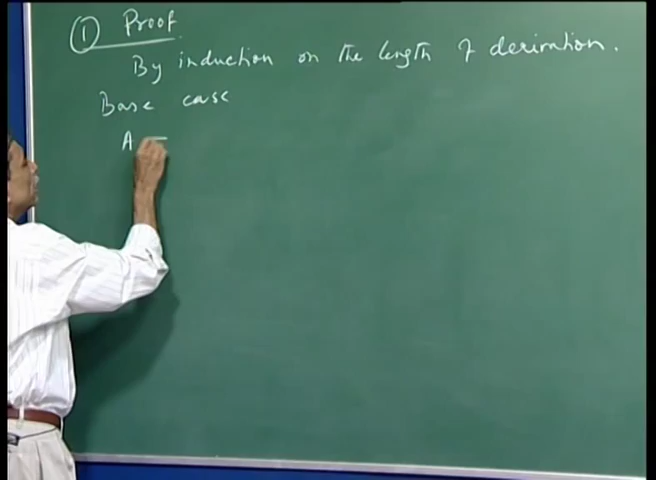 ① Proof
By induction on the length of derivation.
Base case
A